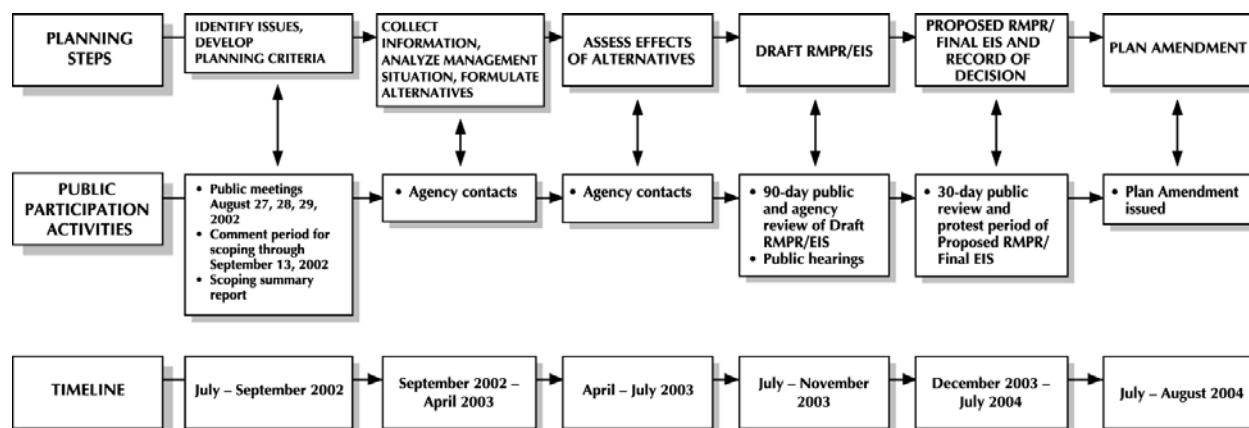 PLANNING
STEPS
IDENTIFY ISSUES,
DEVELOP
PLANNING CRITERIA
COLLECT
INFORMATION,
ANALYZE MANAGEMENT
SITUATION, FORMULATE
ALTERNATIVES
ASSESS EFFECTS
OF ALTERNATIVES
DRAFT RMPR/EIS
PROPOSED RMPR/
FINAL EIS AND
RECORD OF
DECISION
PLAN AMENDMENT
PUBLIC
PARTICIPATION
ACTIVITIES
• Public meetings
August 27, 28, 29,
2002
• Comment period for
scoping through
September 13, 2002
• Scoping summary
report
• Agency contacts
• Agency contacts
• 90-day public
and agency
review of Draft
RMPR/EIS
• Public hearings
• 30-day public
review and
protest period of
Proposed RMPR/
Final EIS
• Plan Amendment
issued
TIMELINE
July – September 2002
September 2002 –
April 2003
April – July 2003
July – November
2003
December 2003 –
July 2004
July – August 2004